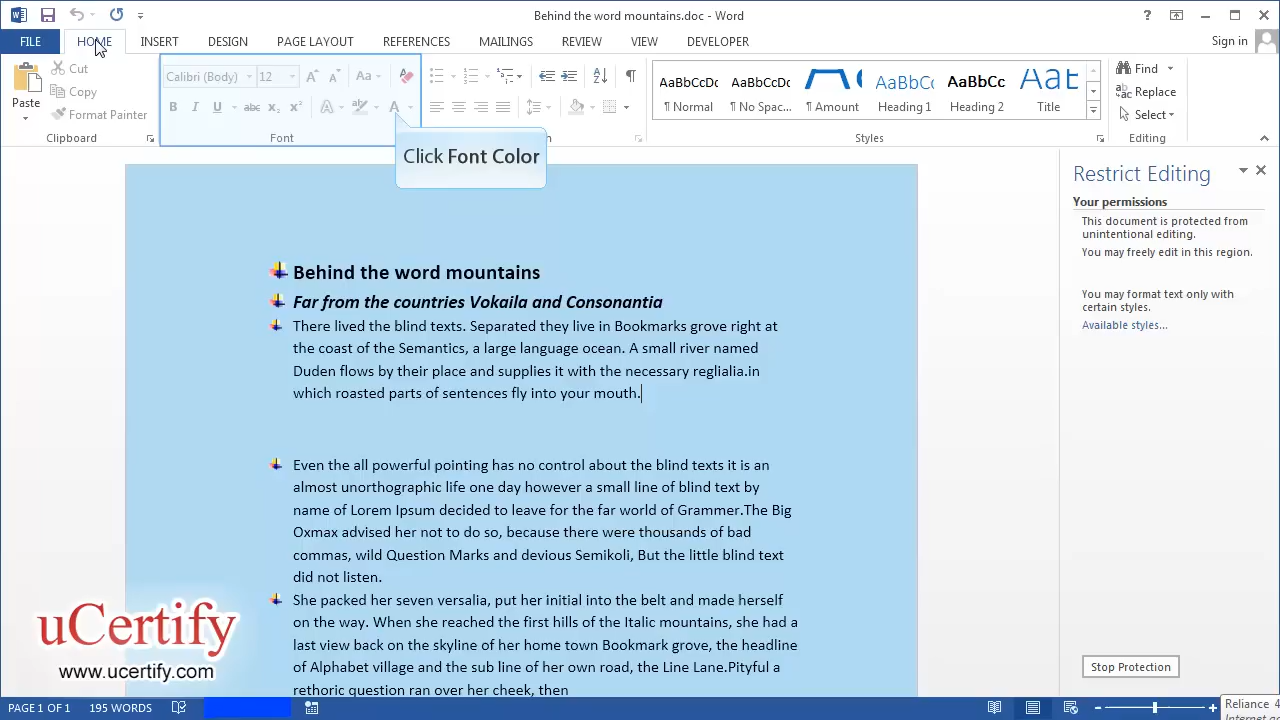 Behind the word mountains.doc - Word
FILE HOME INSERT DESIGN PAGE LAYOUT REFERENCES MAILINGS REVIEW VIEW DEVELOPER Sign in
Paste
Cut
Copy
Format Painter
Clipboard
Calibri (Body) 12
Font
Click Font Color
AaBbCcDc AaBbCcDc AaBbC AaBbCc AaBt
¶ Normal ¶ No Spac... ¶ Amount Heading 1 Heading 2 Title
Styles
Find
Replace
Select
Editing
Behind the word mountains
Far from the countries Vokaila and Consonantia
There lived the blind texts. Separated they live in Bookmarks grove right at
the coast of the Semantics, a large language ocean. A small river named
Duden flows by their place and supplies it with the necessary reglialia.in
which roasted parts of sentences fly into your mouth.
Even the all powerful pointing has no control about the blind texts it is an
almost unorthographic life one day however a small line of blind text by
name of Lorem Ipsum decided to leave for the far world of Grammer.The Big
Oxmax advised her not to do so, because there were thousands of bad
commas, wild Question Marks and devious Semikoli, But the little blind text
did not listen.
She packed her seven versalia, put her initial into the belt and made herself
on the way. When she reached the first hills of the Italic mountains, she had a
last view back on the skyline of her home town Bookmark grove, the headline
of Alphabet village and the sub line of her own road, the Line Lane.Pityful a
rethoric question ran over her cheek, then
Restrict Editing
Your permissions
This document is protected from
unintentional editing.
You may freely edit in this region.
You may format text only with
certain styles.
Available styles...
Stop Protection
uCertify
www.ucertify.com
PAGE 1 OF 1 195 WORDS
Reliance